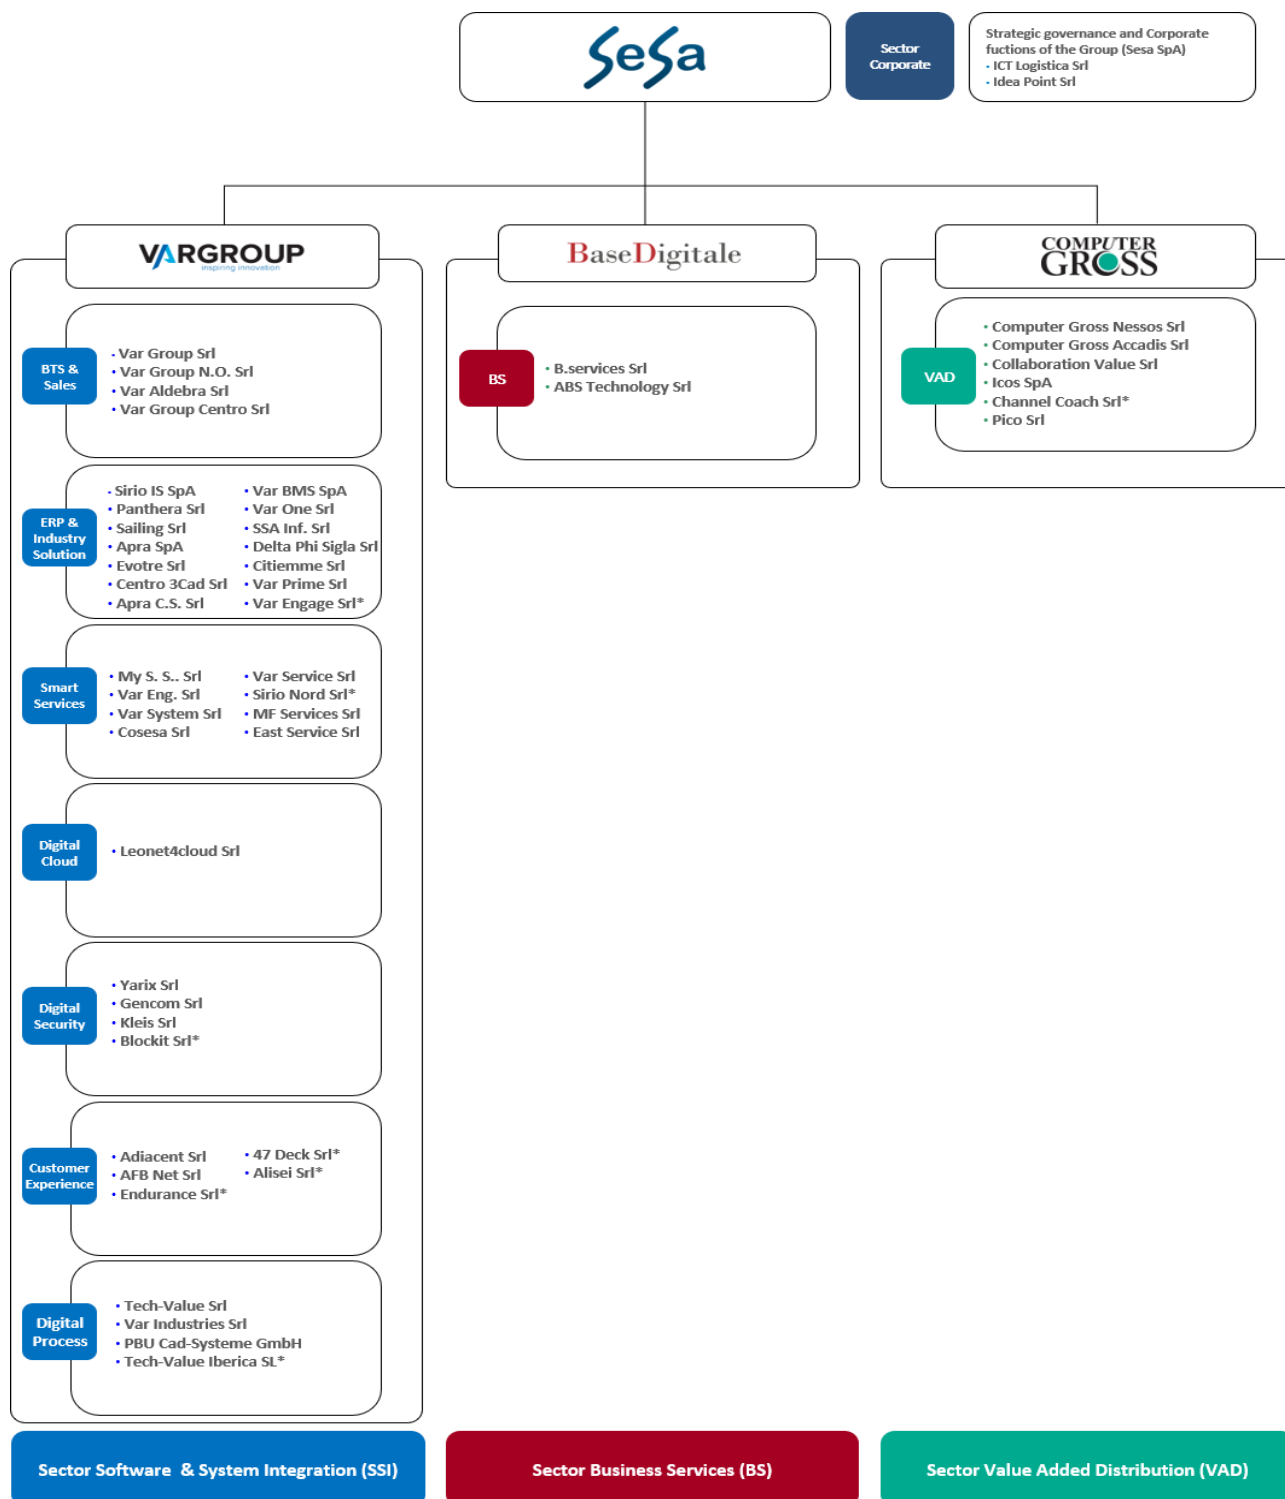 SeSa
Sector
Corporate
Strategic governance and Corporate
fuctions of the Group (Sesa SpA)
• ICT Logistica Srl
• Idea Point Srl
VARGROUP
inspiring innovation
BTS &
Sales
• Var Group Srl
• Var Group N.O. Srl
• Var Aldebra Srl
• Var Group Centro Srl
ERP &
Industry
Solution
• Sirio IS SpA
• Panthera Srl
• Sailing Srl
• Apra SpA
• Evotre Srl
• Centro 3Cad Srl
• Apra C.S. Srl
• Var BMS SpA
• Var One Srl
• SSA Inf. Srl
• Delta Phi Sigla Srl
• Citiemme Srl
• Var Prime Srl
• Var Engage Srl*
Smart
Services
• My S. S.. Srl
• Var Eng. Srl
• Var System Srl
• Cosesa Srl
• Var Service Srl
• Sirio Nord Srl*
• MF Services Srl
• East Service Srl
Digital
Cloud
• Leonet4cloud Srl
Digital
Security
• Yarix Srl
• Gencom Srl
• Kleis Srl
• Blockit Srl*
Customer
Experience
• Adiacent Srl
• AFB Net Srl
• Endurance Srl*
• 47 Deck Srl*
• Alisei Srl*
Digital
Process
• Tech-Value Srl
• Var Industries Srl
• PBU Cad-Systeme GmbH
• Tech-Value Iberica SL*
Sector Software & System Integration (SSI)
BaseDigitale
BS
• B.services Srl
• ABS Technology Srl
Sector Business Services (BS)
COMPUTER
GROSS
VAD
• Computer Gross Nessos Srl
• Computer Gross Accadis Srl
• Collaboration Value Srl
• Icos SpA
• Channel Coach Srl*
• Pico Srl
Sector Value Added Distribution (VAD)